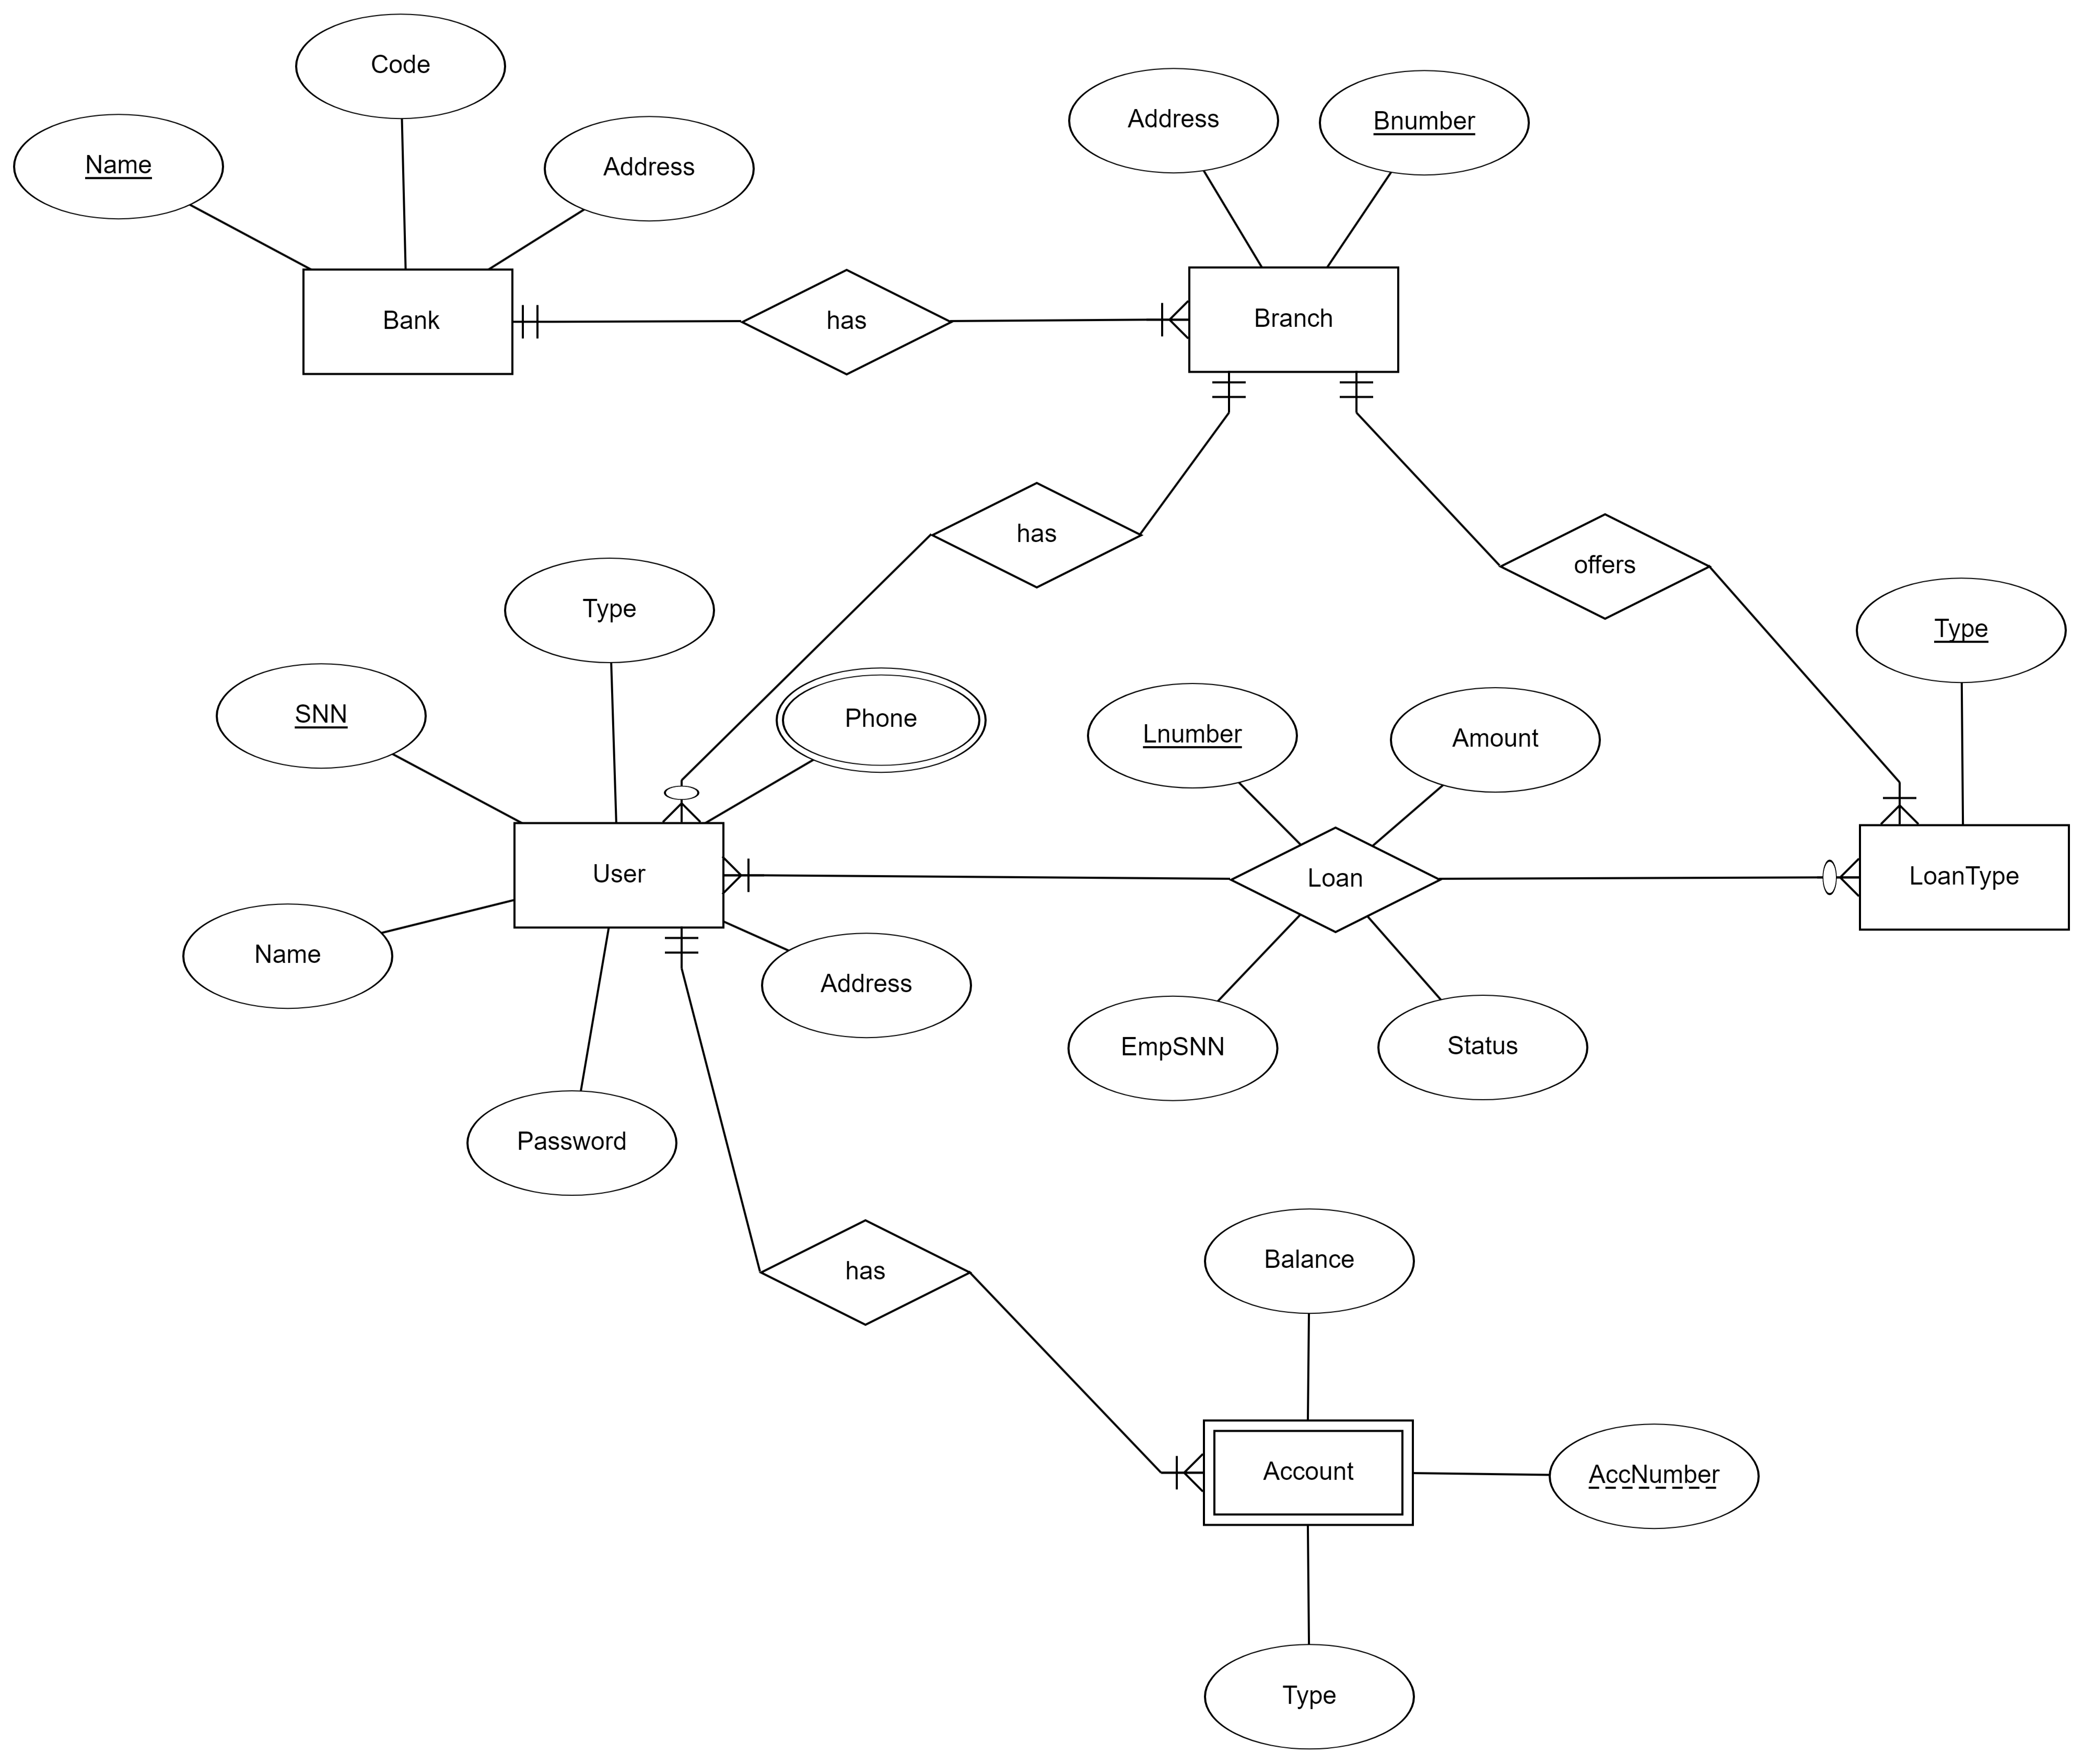 Code
Name
Address
Address
Bnumber
Bank
has
Branch
has
offers
Type
Type
SNN
Phone
Lnumber
Amount
User
Loan
LoanType
Name
Address
EmpSNN
Status
Password
has
Balance
Account
AccNumber
Type